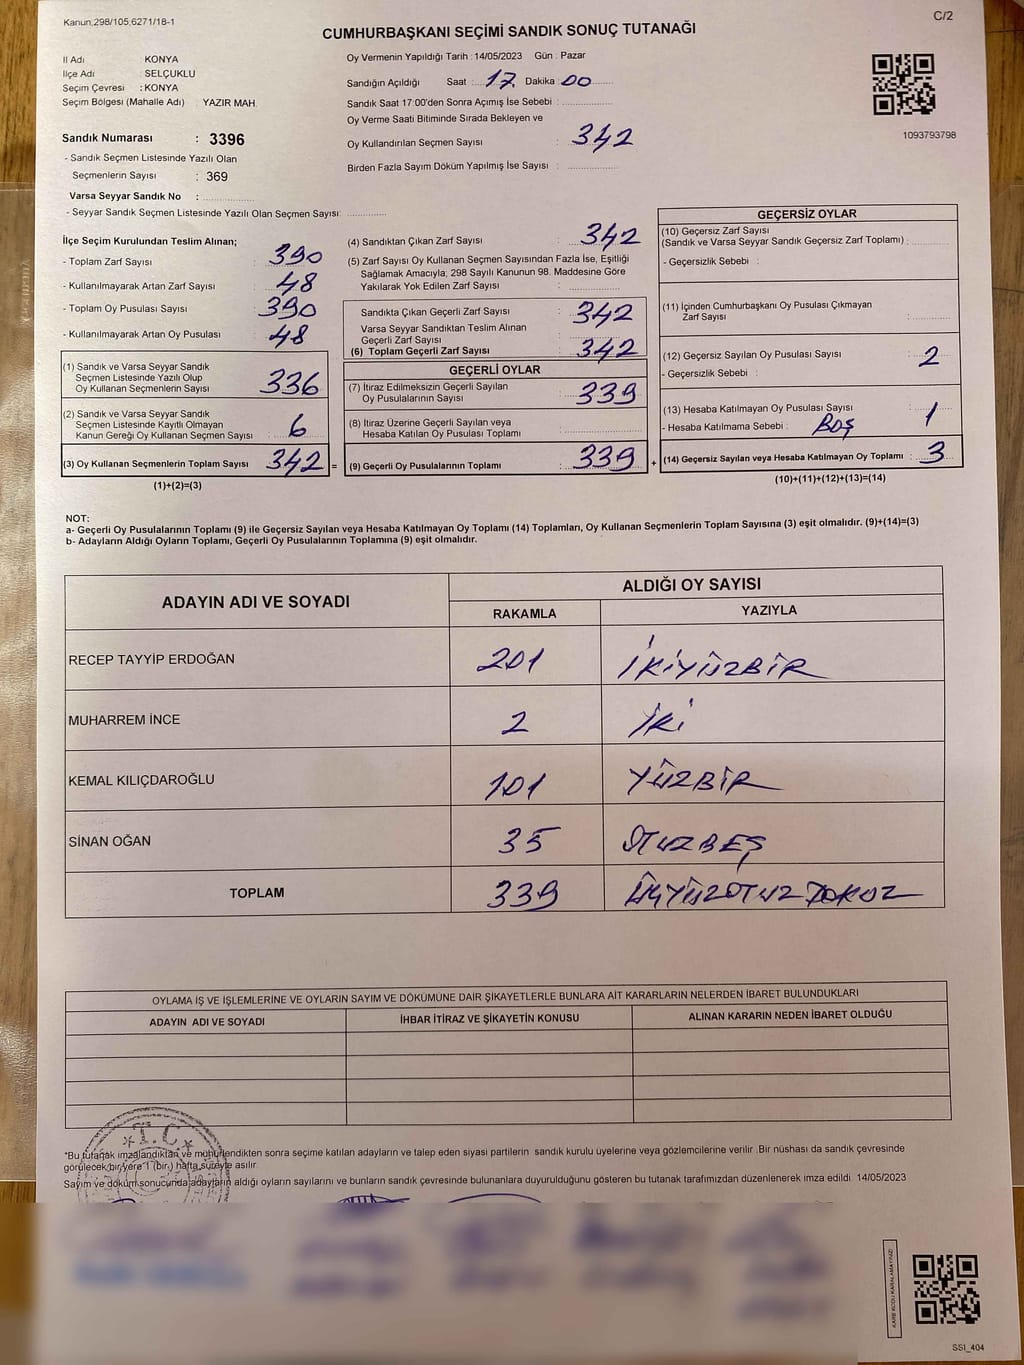 Kanun,298/105,6271/18-1
C/2
CUMHURBAŞKANI SEÇİMİ SANDIK SONUÇ TUTANAĞI
İl Adı KONYA
İlçe Adı : SELÇUKLU
Seçim Çevresi : KONYA
Seçim Bölgesi (Mahalle Adı) : YAZIR MAH.
Sandık Numarası : 3396
- Sandık Seçmen Listesinde Yazılı Olan
Seçmenlerin Sayısı : 369
Varsa Seyyar Sandık No :
- Seyyar Sandık Seçmen Listesinde Yazılı Olan Seçmen Sayısı:
Oy Vermenin Yapıldığı Tarih : 14/05/2023 Gün : Pazar
Sandığın Açıldığı Saat : 17 Dakika : 00
Sandık Saat 17:00'den Sonra Açımış İse Sebebi :
Oy Verme Saati Bitiminde Sırada Bekleyen ve
Oy Kullandırılan Seçmen Sayısı : 342
Birden Fazla Sayım Döküm Yapılmış İse Sayısı :
1093793798
İlçe Seçim Kurulundan Teslim Alınan;
- Toplam Zarf Sayısı : 390
- Kullanılmayarak Artan Zarf Sayısı : 48
- Toplam Oy Pusulası Sayısı : 390
- Kullanılmayarak Artan Oy Pusulası : 48
(1) Sandık ve Varsa Seyyar Sandık
Seçmen Listesinde Yazılı Olup
Oy Kullanan Seçmenlerin Sayısı : 336
(2) Sandık ve Varsa Seyyar Sandık
Seçmen Listesinde Kayıtlı Olmayan
Kanun Gereği Oy Kullanan Seçmen Sayısı : 6
(3) Oy Kullanan Seçmenlerin Toplam Sayısı : 342 =
(1)+(2)=(3)
(4) Sandıktan Çıkan Zarf Sayısı : 342
(5) Zarf Sayısı Oy Kullanan Seçmen Sayısından Fazla İse, Eşitliği
Sağlamak Amacıyla, 298 Sayılı Kanunun 98. Maddesine Göre
Yakılarak Yok Edilen Zarf Sayısı :
Sandıkta Çıkan Geçerli Zarf Sayısı : 342
Varsa Seyyar Sandıktan Teslim Alınan
Geçerli Zarf Sayısı :
(6) Toplam Geçerli Zarf Sayısı : 342
GEÇERLİ OYLAR
(7) İtiraz Edilmeksizin Geçerli Sayılan
Oy Pusulalarının Sayısı : 339
(8) İtiraz Üzerine Geçerli Sayılan veya
Hesaba Katılan Oy Pusulası Toplamı :
(9) Geçerli Oy Pusulalarının Toplamı : 339 +
GEÇERSİZ OYLAR
(10) Geçersiz Zarf Sayısı
(Sandık ve Varsa Seyyar Sandık Geçersiz Zarf Toplamı) :
- Geçersizlik Sebebi :
(11) İçinden Cumhurbaşkanı Oy Pusulası Çıkmayan
Zarf Sayısı :
(12) Geçersiz Sayılan Oy Pusulası Sayısı : 2
- Geçersizlik Sebebi :
(13) Hesaba Katılmayan Oy Pusulası Sayısı : 1
- Hesaba Katılmama Sebebi : BOŞ
(14) Geçersiz Sayılan veya Hesaba Katılmayan Oy Toplamı : 3
(10)+(11)+(12)+(13)=(14)
NOT:
a- Geçerli Oy Pusulalarının Toplamı (9) ile Geçersiz Sayılan veya Hesaba Katılmayan Oy Toplamı (14) Toplamları, Oy Kullanan Seçmenlerin Toplam Sayısına (3) eşit olmalıdır. (9)+(14)=(3)
b- Adayların Aldığı Oyların Toplamı, Geçerli Oy Pusulalarının Toplamına (9) eşit olmalıdır.
ADAYIN ADI VE SOYADI ALDIĞI OY SAYISI
RAKAMLA YAZIYLA
RECEP TAYYİP ERDOĞAN 201 İKİYÜZBİR
MUHARREM İNCE 2 İKİ
KEMAL KILIÇDAROĞLU 101 YÜZBİR
SİNAN OĞAN 35 OTUZBEŞ
TOPLAM 339 ÜÇYÜZOTUZDOKUZ
OYLAMA İŞ VE İŞLEMLERİNE VE OYLARIN SAYIM VE DÖKÜMÜNE DAİR ŞİKAYETLERLE BUNLARA AİT KARARLARIN NELERDEN İBARET BULUNDUKLARI
ADAYIN ADI VE SOYADI İHBAR İTİRAZ VE ŞİKAYETİN KONUSU ALINAN KARARIN NEDEN İBARET OLDUĞU
T.C.
*Bu tutanak imzalandıktan ve mühürlendikten sonra seçime katılan adayların ve talep eden siyasi partilerin sandık kurulu üyelerine veya gözlemcilerine verilir. Bir nüshası da sandık çevresinde
görülecek bir yere 1 (bir) hafta süreyle asılır.
Sayım ve döküm sonucunda adayların aldığı oyların sayılarını ve bunların sandık çevresinde bulunanlara duyurulduğunu gösteren bu tutanak tarafımızdan düzenlenerek imza edildi. 14/05/2023
KARE KODU KARALAMAYINIZ!
SS1_404